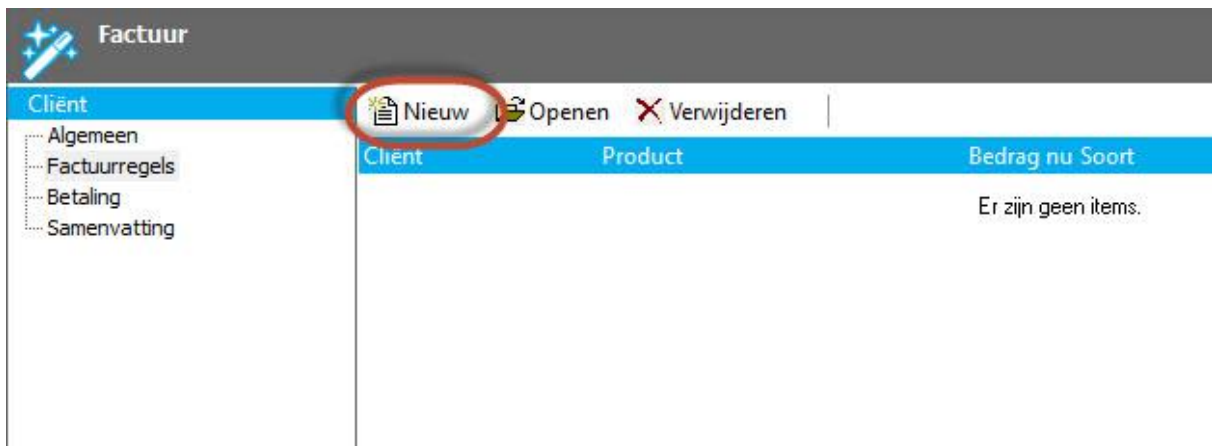 Factuur
Cliënt
Algemeen
Factuurregels
Betaling
Samenvatting
Nieuw Openen Verwijderen
Cliënt Product Bedrag nu Soort
Er zijn geen items.